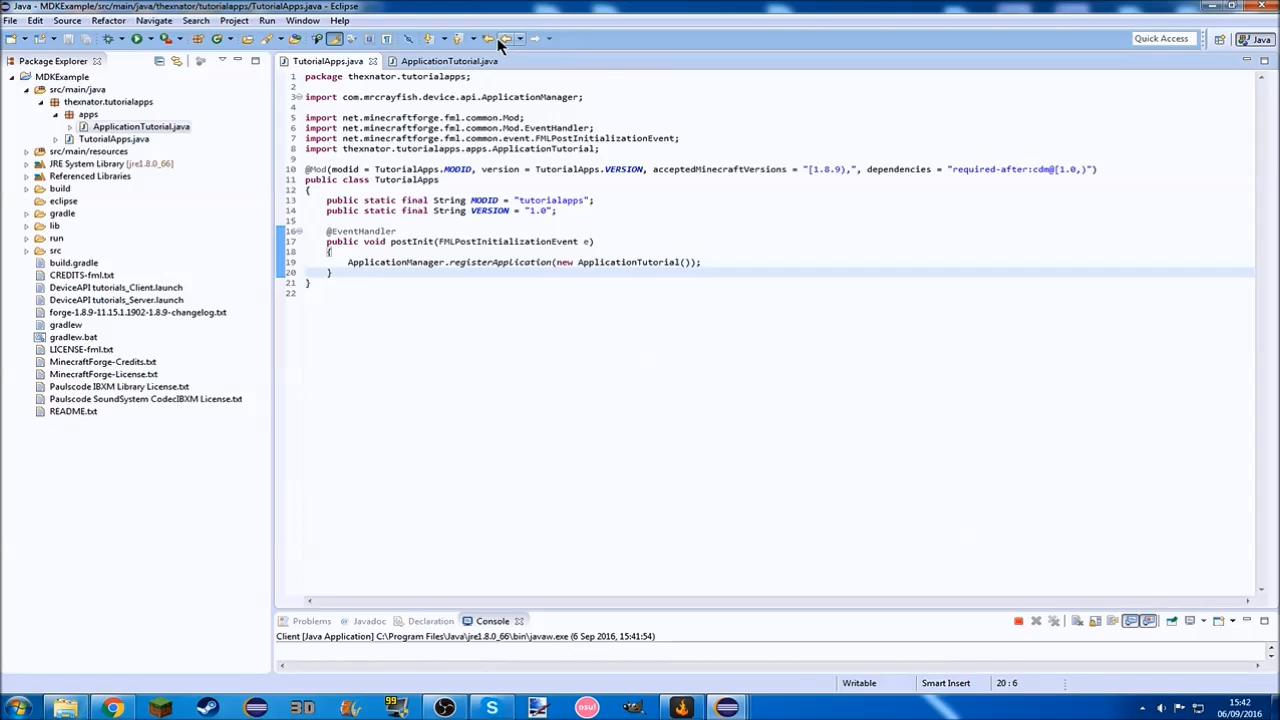 Java - MDKExample/src/main/java/thexnator/tutorialapps/TutorialApps.java - Eclipse
File Edit Source Refactor Navigate Search Project Run Window Help
Quick Access
Java
Package Explorer
TutorialApps.java
ApplicationTutorial.java
MDKExample
src/main/java
thexnator.tutorialapps
apps
ApplicationTutorial.java
TutorialApps.java
src/main/resources
JRE System Library [jre1.8.0_66]
Referenced Libraries
build
eclipse
gradle
lib
run
src
build.gradle
CREDITS-fml.txt
DeviceAPI tutorials_Client.launch
DeviceAPI tutorials_Server.launch
forge-1.8.9-11.15.1.1902-1.8.9-changelog.txt
gradlew
gradlew.bat
LICENSE-fml.txt
MinecraftForge-Credits.txt
MinecraftForge-License.txt
Paulscode IBXM Library License.txt
Paulscode SoundSystem CodecIBXM License.txt
README.txt
1 package thexnator.tutorialapps;
2
3 import com.mrcrayfish.device.api.ApplicationManager;
4
5 import net.minecraftforge.fml.common.Mod;
6 import net.minecraftforge.fml.common.Mod.EventHandler;
7 import net.minecraftforge.fml.common.event.FMLPostInitializationEvent;
8 import thexnator.tutorialapps.apps.ApplicationTutorial;
9
10 @Mod(modid = TutorialApps.MODID, version = TutorialApps.VERSION, acceptedMinecraftVersions = "[1.8.9),", dependencies = "required-after:cdm@[1.0,)")
11 public class TutorialApps
12 {
13 public static final String MODID = "tutorialapps";
14 public static final String VERSION = "1.0";
15
16 @EventHandler
17 public void postInit(FMLPostInitializationEvent e)
18 {
19 ApplicationManager.registerApplication(new ApplicationTutorial());
20 }
21 }
22
Problems Javadoc Declaration Console
Client [Java Application] C:\Program Files\Java\jre1.8.0_66\bin\javaw.exe (6 Sep 2016, 15:41:54)
Writable Smart Insert 20 : 6
99
3D
osu!
15:42
06/09/2016